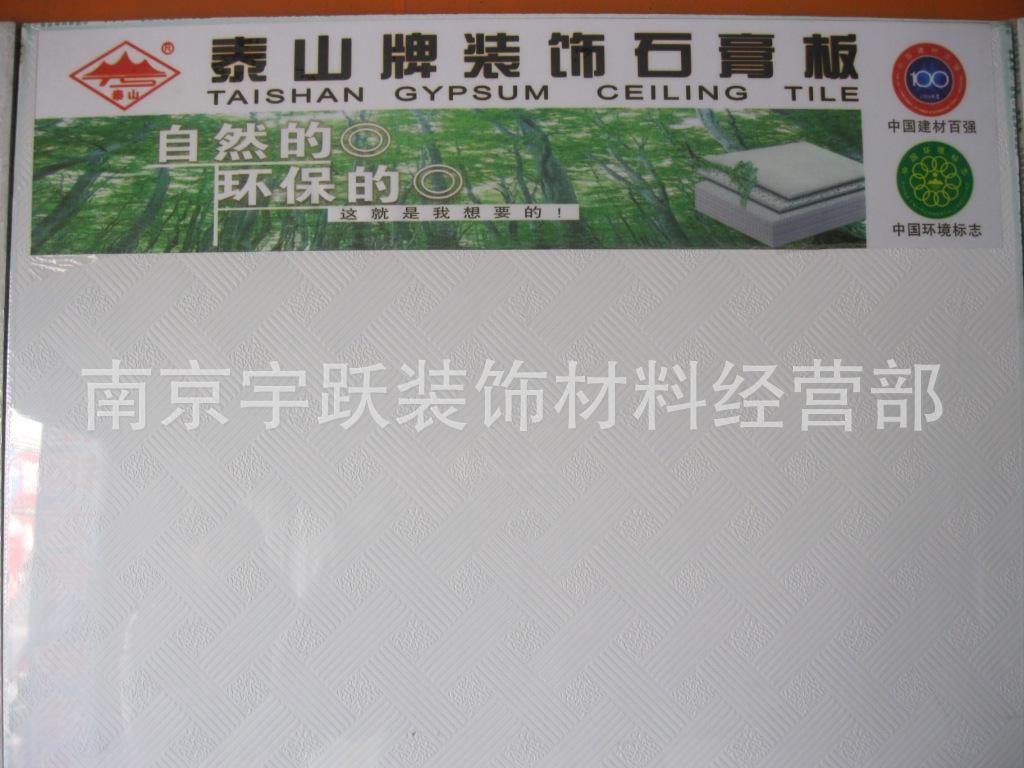 泰山牌装饰石膏板
TAISHAN GYPSUM CEILING TILE
泰山
®
自然的
环保的
这就是我想要的！
100
中国建材百强
中国环境标志
南京宇跃装饰材料经营部